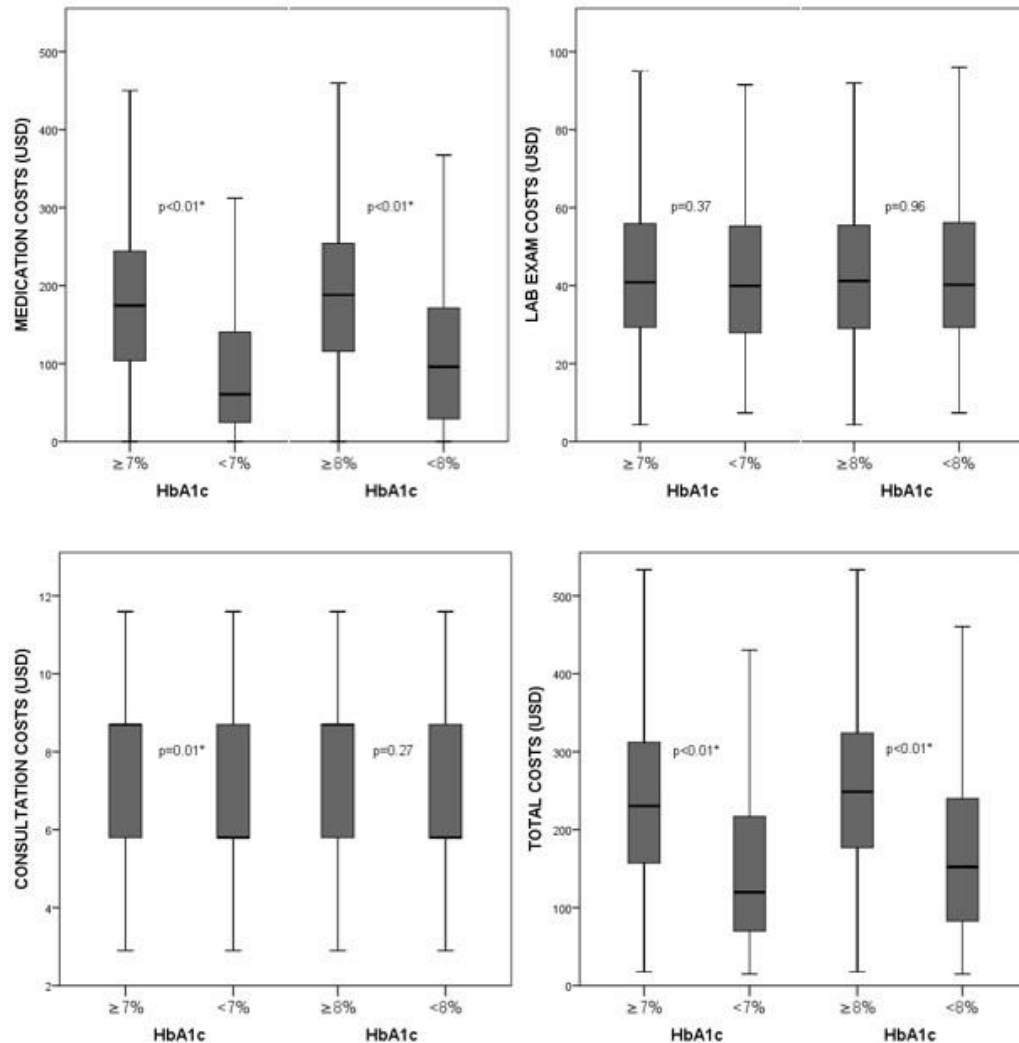 MEDICATION COSTS (USD)
500
400
300
200
100
0
p<0.01*
p<0.01*
≥7%
<7%
≥8%
<8%
HbA1c
HbA1c
LAB EXAM COSTS (USD)
100
80
60
40
20
0
p=0.37
p=0.96
≥7%
<7%
≥8%
<8%
HbA1c
HbA1c
CONSULTATION COSTS (USD)
12
10
8
6
4
2
p=0.01*
p=0.27
≥7%
<7%
≥8%
<8%
HbA1c
HbA1c
TOTAL COSTS (USD)
500
400
300
200
100
0
p<0.01*
p<0.01*
≥7%
<7%
≥8%
<8%
HbA1c
HbA1c